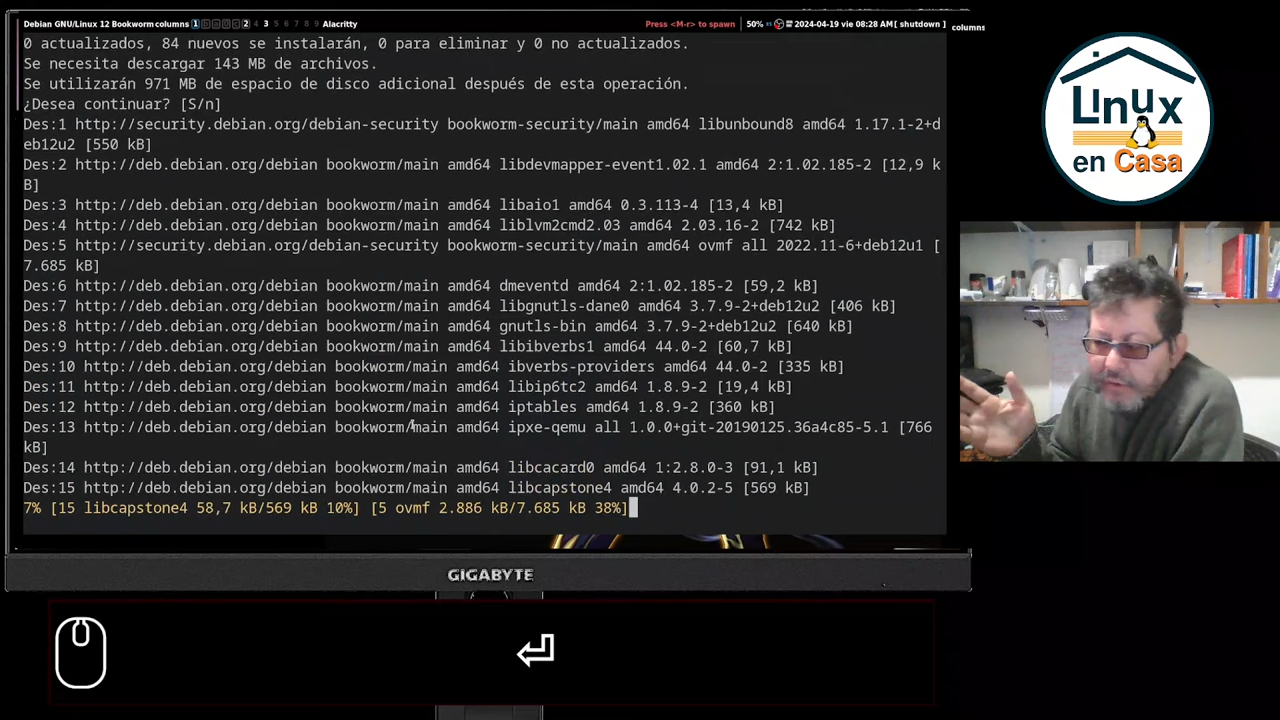 Debian GNU/Linux 12 Bookworm columns 1 2 4 3 5 6 7 8 9 Alacritty Press <M-r> to spawn 50% 2024-04-19 vie 08:28 AM [ shutdown ] columns
0 actualizados, 84 nuevos se instalarán, 0 para eliminar y 0 no actualizados.
Se necesita descargar 143 MB de archivos.
Se utilizarán 971 MB de espacio de disco adicional después de esta operación.
¿Desea continuar? [S/n]
Des:1 http://security.debian.org/debian-security bookworm-security/main amd64 libunbound8 amd64 1.17.1-2+d
eb12u2 [550 kB]
Des:2 http://deb.debian.org/debian bookworm/main amd64 libdevmapper-event1.02.1 amd64 2:1.02.185-2 [12,9 k
B]
Des:3 http://deb.debian.org/debian bookworm/main amd64 libaio1 amd64 0.3.113-4 [13,4 kB]
Des:4 http://deb.debian.org/debian bookworm/main amd64 liblvm2cmd2.03 amd64 2.03.16-2 [742 kB]
Des:5 http://security.debian.org/debian-security bookworm-security/main amd64 ovmf all 2022.11-6+deb12u1 [
7.685 kB]
Des:6 http://deb.debian.org/debian bookworm/main amd64 dmeventd amd64 2:1.02.185-2 [59,2 kB]
Des:7 http://deb.debian.org/debian bookworm/main amd64 libgnutls-dane0 amd64 3.7.9-2+deb12u2 [406 kB]
Des:8 http://deb.debian.org/debian bookworm/main amd64 gnutls-bin amd64 3.7.9-2+deb12u2 [640 kB]
Des:9 http://deb.debian.org/debian bookworm/main amd64 libibverbs1 amd64 44.0-2 [60,7 kB]
Des:10 http://deb.debian.org/debian bookworm/main amd64 ibverbs-providers amd64 44.0-2 [335 kB]
Des:11 http://deb.debian.org/debian bookworm/main amd64 libip6tc2 amd64 1.8.9-2 [19,4 kB]
Des:12 http://deb.debian.org/debian bookworm/main amd64 iptables amd64 1.8.9-2 [360 kB]
Des:13 http://deb.debian.org/debian bookworm/main amd64 ipxe-qemu all 1.0.0+git-20190125.36a4c85-5.1 [766
kB]
Des:14 http://deb.debian.org/debian bookworm/main amd64 libcacard0 amd64 1:2.8.0-3 [91,1 kB]
Des:15 http://deb.debian.org/debian bookworm/main amd64 libcapstone4 amd64 4.0.2-5 [569 kB]
7% [15 libcapstone4 58,7 kB/569 kB 10%] [5 ovmf 2.886 kB/7.685 kB 38%]
GIGABYTE
Linux
en Casa